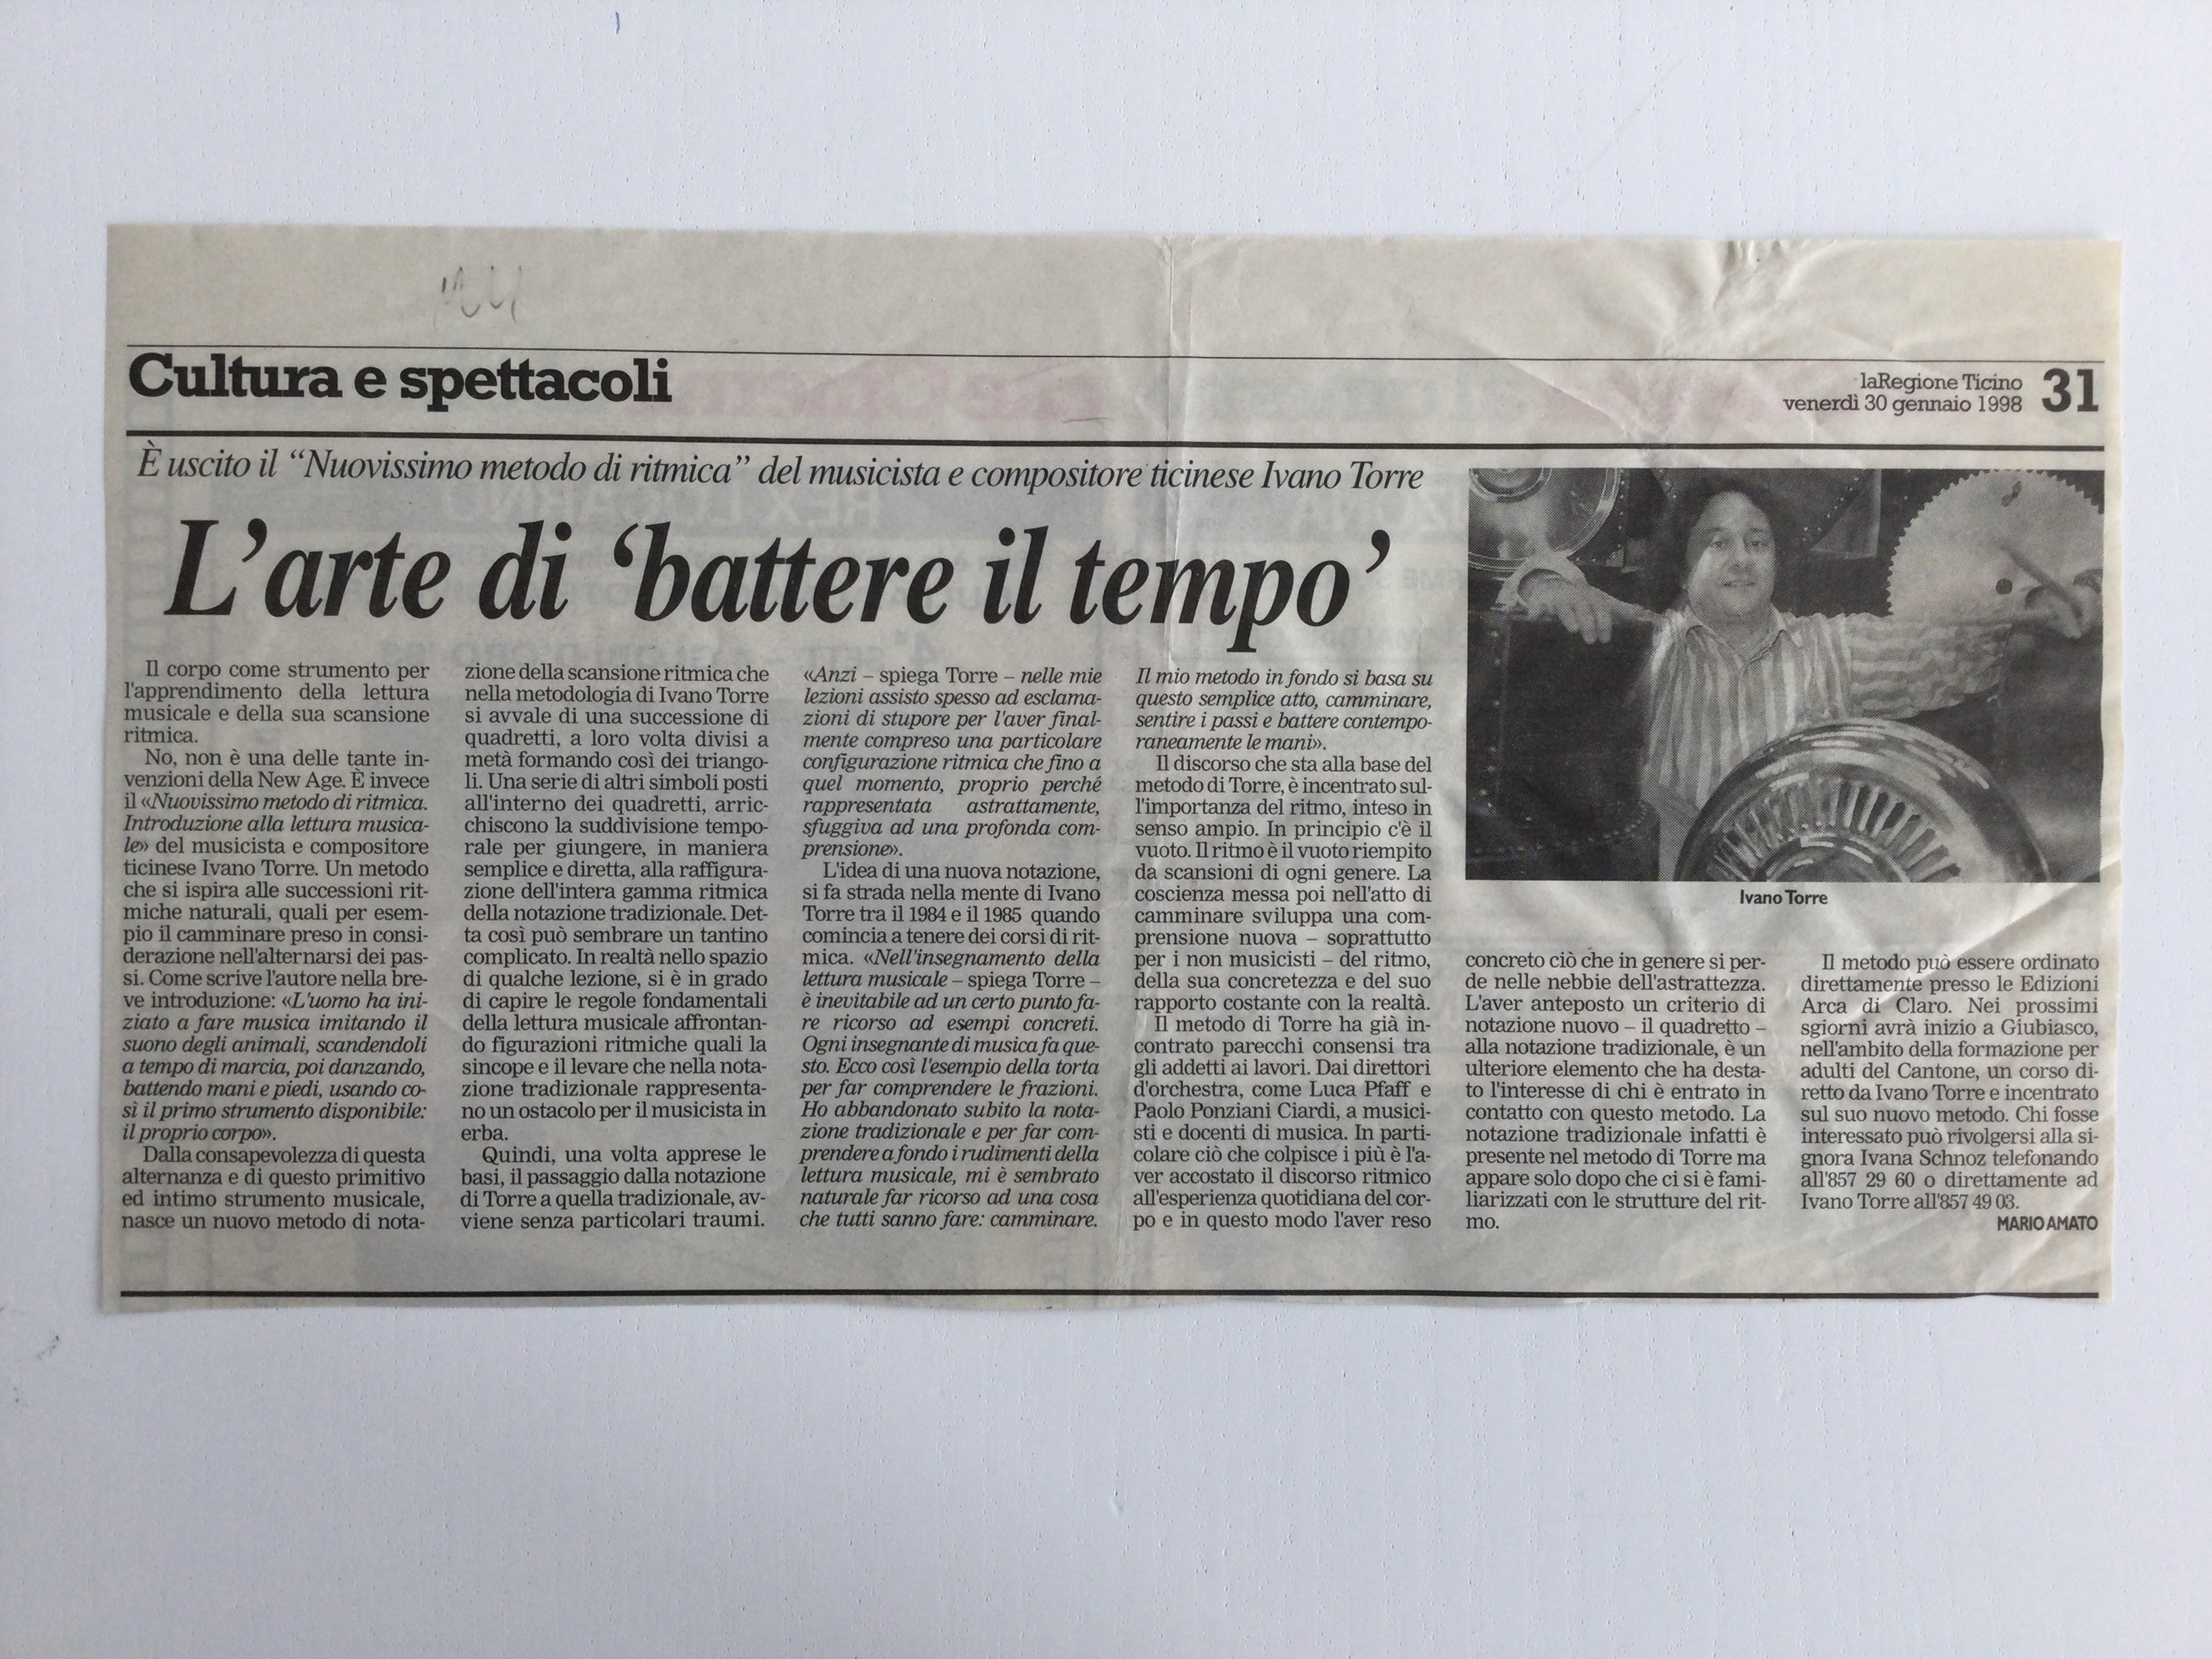 Cultura e spettacoli
laRegione Ticino
venerdì 30 gennaio 1998
31
È uscito il “Nuovissimo metodo di ritmica” del musicista e compositore ticinese Ivano Torre
L’arte di ‘battere il tempo’
Il corpo come strumento per
l'apprendimento della lettura
musicale e della sua scansione
ritmica.
No, non è una delle tante in-
venzioni della New Age. È invece
il «Nuovissimo metodo di ritmica.
Introduzione alla lettura musica-
le» del musicista e compositore
ticinese Ivano Torre. Un metodo
che si ispira alle successioni rit-
miche naturali, quali per esem-
pio il camminare preso in consi-
derazione nell'alternarsi dei pas-
si. Come scrive l'autore nella bre-
ve introduzione: «L'uomo ha ini-
ziato a fare musica imitando il
suono degli animali, scandendoli
a tempo di marcia, poi danzando,
battendo mani e piedi, usando co-
sì il primo strumento disponibile:
il proprio corpo».
Dalla consapevolezza di questa
alternanza e di questo primitivo
ed intimo strumento musicale,
nasce un nuovo metodo di nota-
zione della scansione ritmica che
nella metodologia di Ivano Torre
si avvale di una successione di
quadretti, a loro volta divisi a
metà formando così dei triango-
li. Una serie di altri simboli posti
all'interno dei quadretti, arric-
chiscono la suddivisione tempo-
rale per giungere, in maniera
semplice e diretta, alla raffigura-
zione dell'intera gamma ritmica
della notazione tradizionale. Det-
ta così può sembrare un tantino
complicato. In realtà nello spazio
di qualche lezione, si è in grado
di capire le regole fondamentali
della lettura musicale affrontan-
do figurazioni ritmiche quali la
sincope e il levare che nella nota-
zione tradizionale rappresenta-
no un ostacolo per il musicista in
erba.
Quindi, una volta apprese le
basi, il passaggio dalla notazione
di Torre a quella tradizionale, av-
viene senza particolari traumi.
«Anzi – spiega Torre – nelle mie
lezioni assisto spesso ad esclama-
zioni di stupore per l'aver final-
mente compreso una particolare
configurazione ritmica che fino a
quel momento, proprio perché
rappresentata astrattamente,
sfuggiva ad una profonda com-
prensione».
L'idea di una nuova notazione,
si fa strada nella mente di Ivano
Torre tra il 1984 e il 1985 quando
comincia a tenere dei corsi di rit-
mica. «Nell'insegnamento della
lettura musicale – spiega Torre –
è inevitabile ad un certo punto fa-
re ricorso ad esempi concreti.
Ogni insegnante di musica fa que-
sto. Ecco così l'esempio della torta
per far comprendere le frazioni.
Ho abbandonato subito la nota-
zione tradizionale e per far com-
prendere a fondo i rudimenti della
lettura musicale, mi è sembrato
naturale far ricorso ad una cosa
che tutti sanno fare: camminare.
Il mio metodo in fondo si basa su
questo semplice atto, camminare,
sentire i passi e battere contempo-
raneamente le mani».
Il discorso che sta alla base del
metodo di Torre, è incentrato sul-
l'importanza del ritmo, inteso in
senso ampio. In principio c'è il
vuoto. Il ritmo è il vuoto riempito
da scansioni di ogni genere. La
coscienza messa poi nell'atto di
camminare sviluppa una com-
prensione nuova – soprattutto
per i non musicisti – del ritmo,
della sua concretezza e del suo
rapporto costante con la realtà.
Il metodo di Torre ha già in-
contrato parecchi consensi tra
gli addetti ai lavori. Dai direttori
d'orchestra, come Luca Pfaff e
Paolo Ponziani Ciardi, a musici-
sti e docenti di musica. In parti-
colare ciò che colpisce i più è l'a-
ver accostato il discorso ritmico
all'esperienza quotidiana del cor-
po e in questo modo l'aver reso
Ivano Torre
concreto ciò che in genere si per-
de nelle nebbie dell'astrattezza.
L'aver anteposto un criterio di
notazione nuovo – il quadretto –
alla notazione tradizionale, è un
ulteriore elemento che ha desta-
to l'interesse di chi è entrato in
contatto con questo metodo. La
notazione tradizionale infatti è
presente nel metodo di Torre ma
appare solo dopo che ci si è fami-
liarizzati con le strutture del rit-
mo.
Il metodo può essere ordinato
direttamente presso le Edizioni
Arca di Claro. Nei prossimi
sgiorni avrà inizio a Giubiasco,
nell'ambito della formazione per
adulti del Cantone, un corso di-
retto da Ivano Torre e incentrato
sul suo nuovo metodo. Chi fosse
interessato può rivolgersi alla si-
gnora Ivana Schnoz telefonando
all'857 29 60 o direttamente ad
Ivano Torre all'857 49 03.
MARIO AMATO